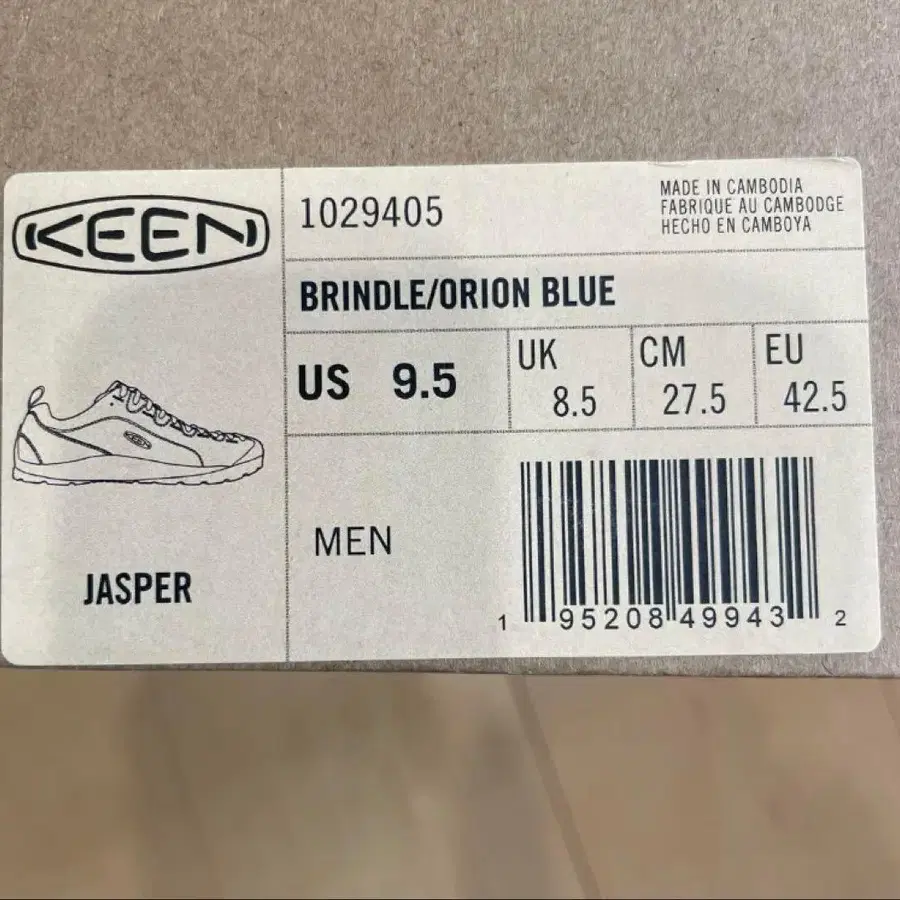 KEEN
1029405
MADE IN CAMBODIA
FABRIQUE AU CAMBODGE
HECHO EN CAMBOYA
BRINDLE/ORION BLUE
US 9.5
UK 8.5
CM 27.5
EU 42.5
MEN
JASPER
1 95208 49943 2